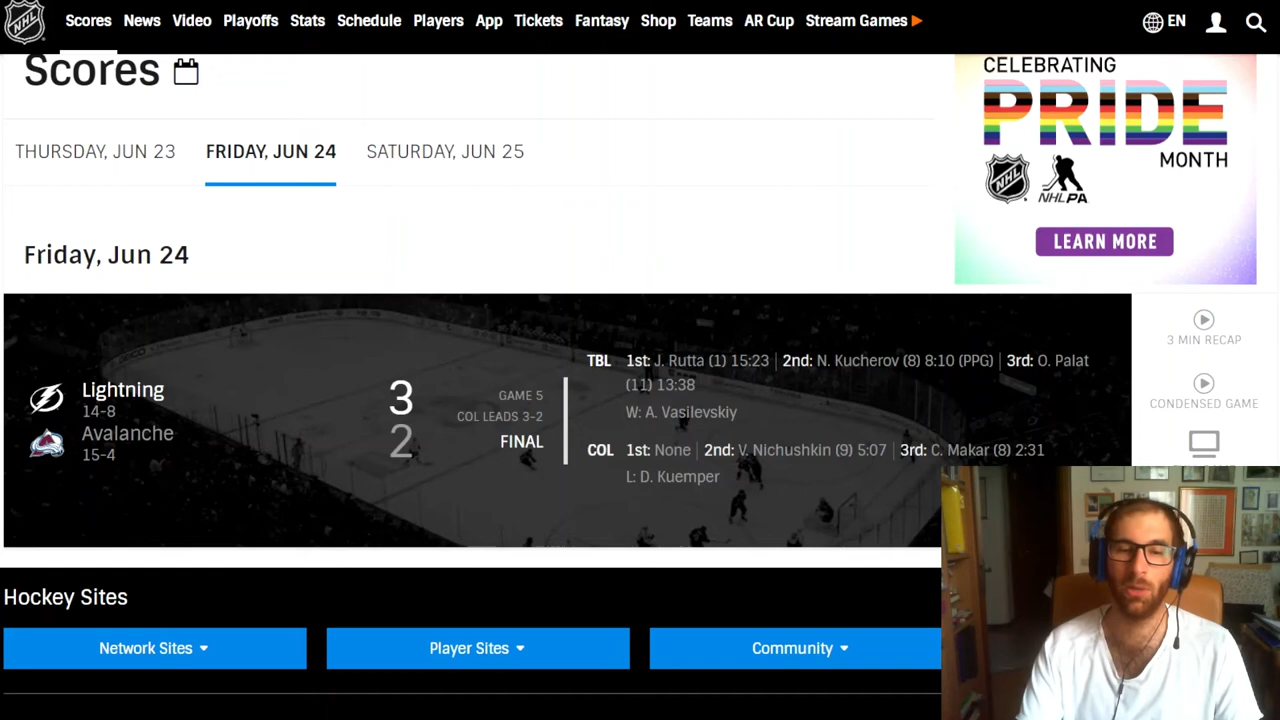 NHL Scores News Video Playoffs Stats Schedule Players App Tickets Fantasy Shop Teams AR Cup Stream Games EN
Scores
CELEBRATING
PRIDE
MONTH
NHL NHLPA
LEARN MORE
THURSDAY, JUN 23 FRIDAY, JUN 24 SATURDAY, JUN 25
Friday, Jun 24
Lightning 3
14-8
Avalanche 2
15-4
GAME 5
COL LEADS 3-2
FINAL
TBL 1st: J. Rutta (1) 15:23 | 2nd: N. Kucherov (8) 8:10 (PPG) | 3rd: O. Palat
(11) 13:38
W: A. Vasilevskiy
COL 1st: None | 2nd: V. Nichushkin (9) 5:07 | 3rd: C. Makar (8) 2:31
L: D. Kuemper
3 MIN RECAP
CONDENSED GAME
Hockey Sites
Network Sites Player Sites Community